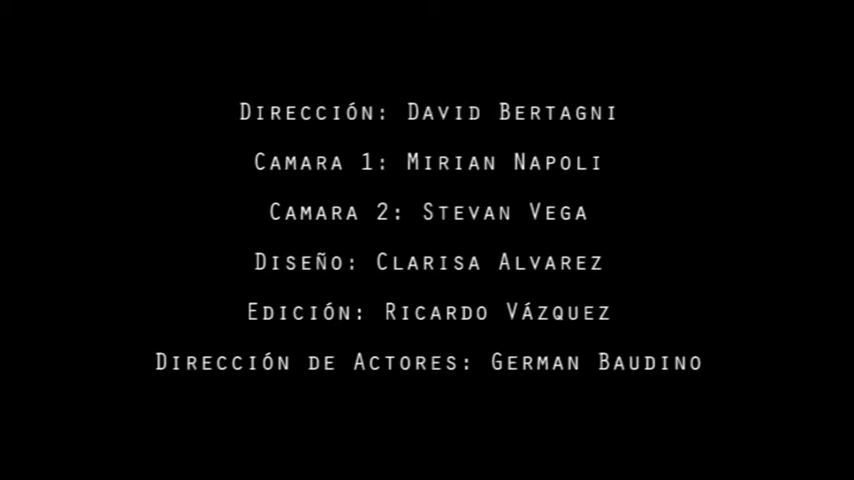 Dirección: David Bertagni
Camara 1: Mirian Napoli
Camara 2: Stevan Vega
Diseño: Clarisa Alvarez
Edición: Ricardo Vázquez
Dirección de Actores: German Baudino